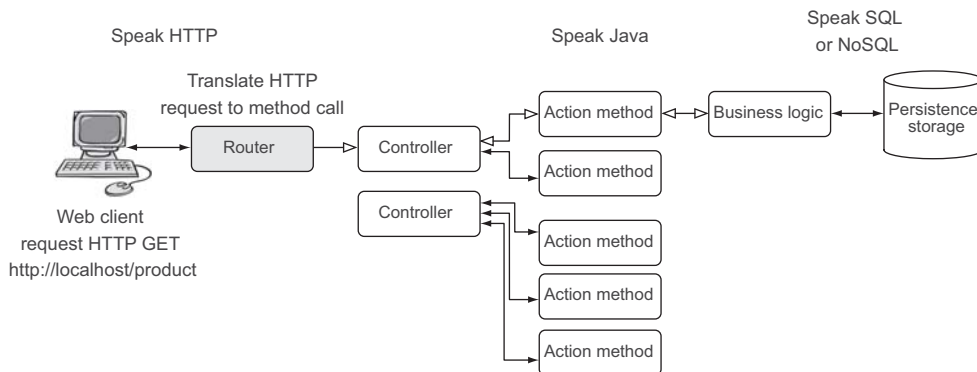 Speak HTTP
Speak Java
Speak SQL
or NoSQL
Translate HTTP
request to method call
Router
Controller
Action method
Business logic
Persistence
storage
Action method
Controller
Action method
Action method
Action method
Web client
request HTTP GET
http://localhost/product